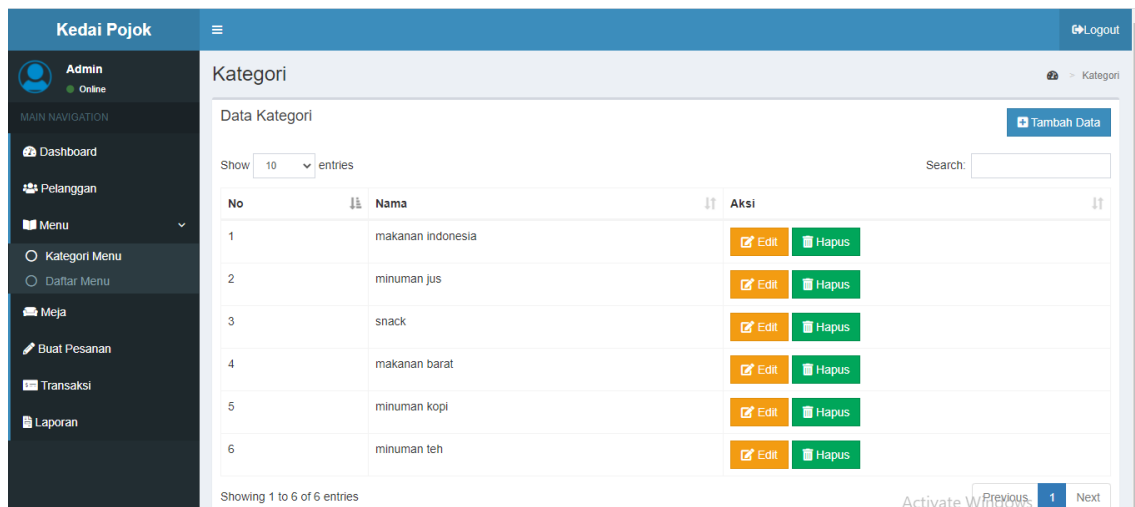 Kedai Pojok
Logout
Admin
Online
MAIN NAVIGATION
Dashboard
Pelanggan
Menu
Kategori Menu
Daftar Menu
Meja
Buat Pesanan
Transaksi
Laporan
Kategori
> Kategori
Data Kategori
Tambah Data
Show 10 entries
Search:
No Nama Aksi
1 makanan indonesia Edit Hapus
2 minuman jus Edit Hapus
3 snack Edit Hapus
4 makanan barat Edit Hapus
5 minuman kopi Edit Hapus
6 minuman teh Edit Hapus
Showing 1 to 6 of 6 entries
Previous 1 Next
Activate Windows